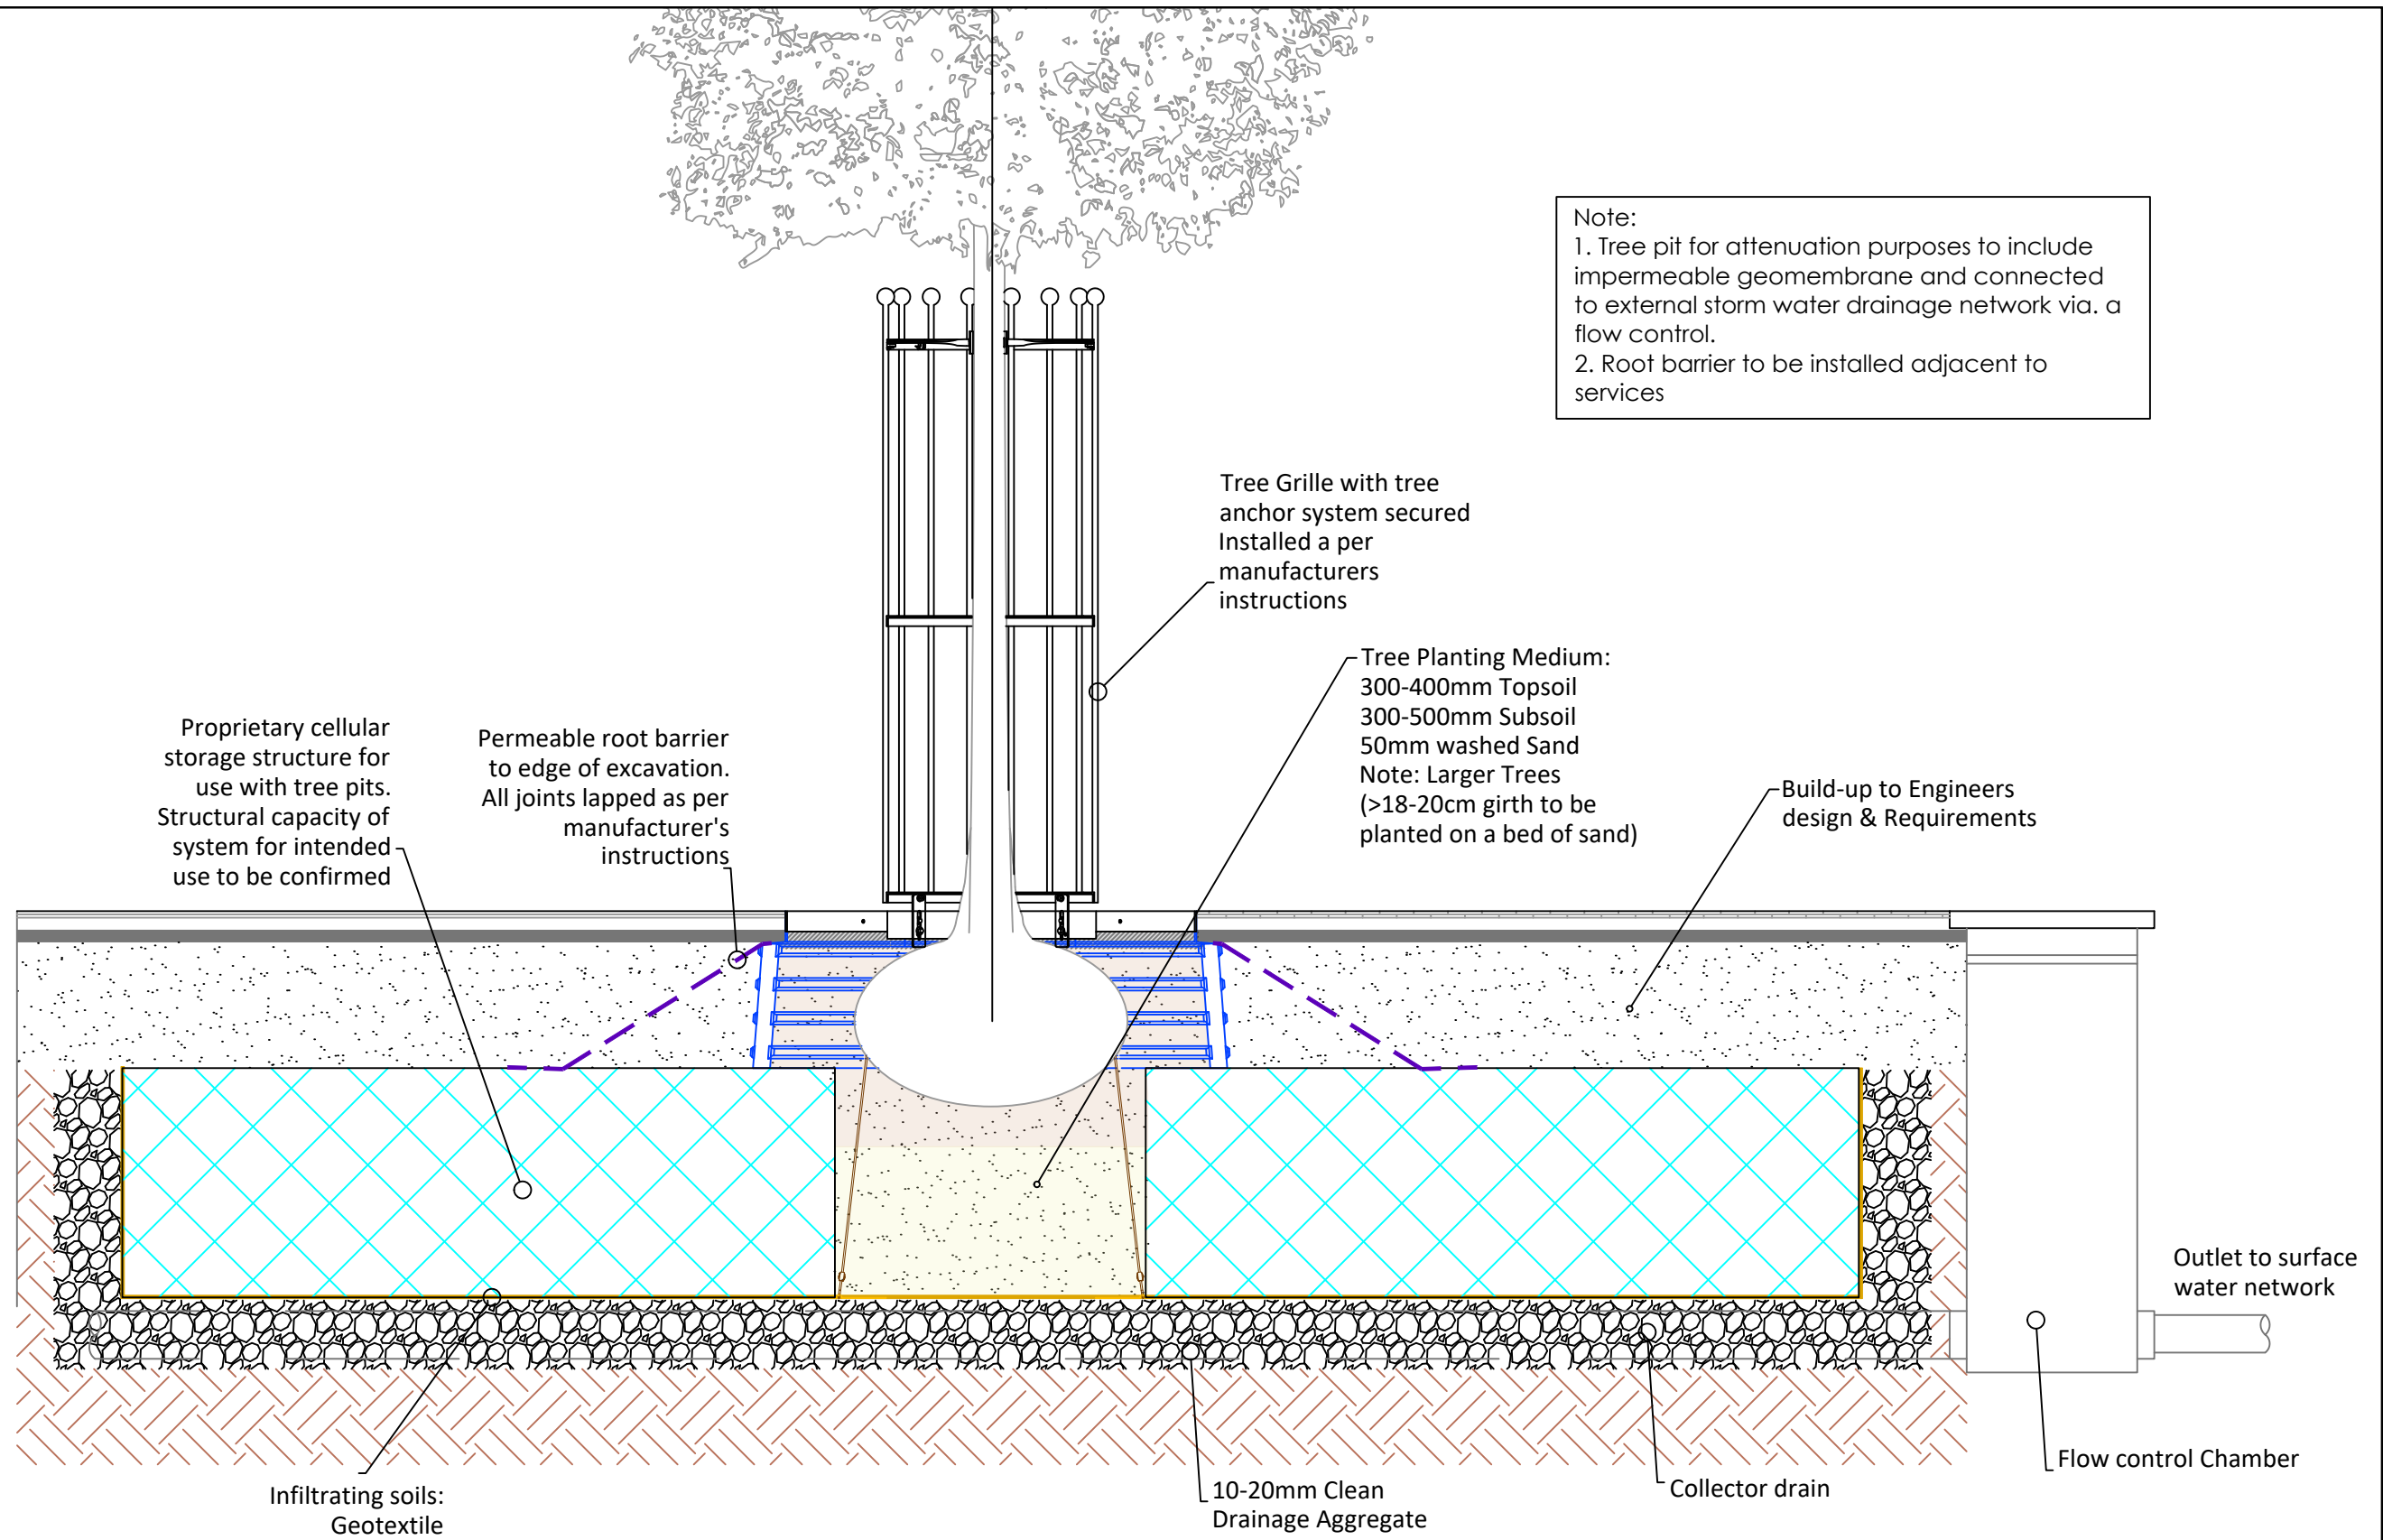 Note:
1. Tree pit for attenuation purposes to include
impermeable geomembrane and connected
to external storm water drainage network via. a
flow control.
2. Root barrier to be installed adjacent to
services
Tree Grille with tree
anchor system secured
Installed a per
manufacturers
instructions
Tree Planting Medium:
300-400mm Topsoil
300-500mm Subsoil
50mm washed Sand
Note: Larger Trees
(>18-20cm girth to be
planted on a bed of sand)
Proprietary cellular
storage structure for
use with tree pits.
Structural capacity of
system for intended
use to be confirmed
Permeable root barrier
to edge of excavation.
All joints lapped as per
manufacturer's
instructions
Build-up to Engineers
design & Requirements
Outlet to surface
water network
Flow control Chamber
Collector drain
10-20mm Clean
Drainage Aggregate
Infiltrating soils:
Geotextile